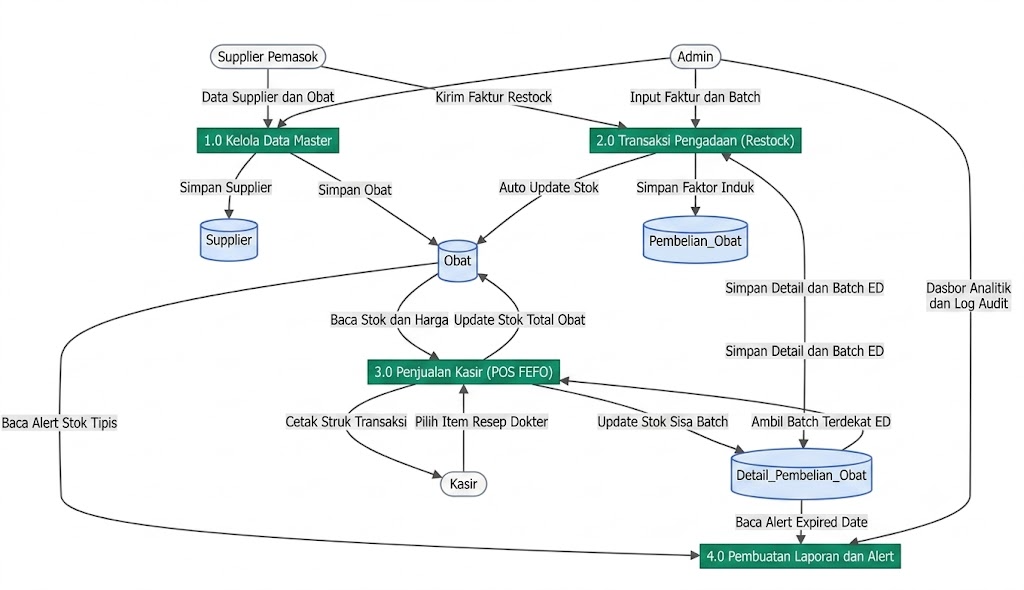 Supplier Pemasok
Admin
Data Supplier dan Obat
Kirim Faktur Restock
Input Faktur dan Batch
1.0 Kelola Data Master
2.0 Transaksi Pengadaan (Restock)
Simpan Supplier
Simpan Obat
Auto Update Stok
Simpan Faktor Induk
Supplier
Pembelian_Obat
Obat
Simpan Detail dan Batch ED
Dasbor Analitik
dan Log Audit
Baca Stok dan Harga
Update Stok Total Obat
Simpan Detail dan Batch ED
3.0 Penjualan Kasir (POS FEFO)
Baca Alert Stok Tipis
Cetak Struk Transaksi
Pilih Item Resep Dokter
Update Stok Sisa Batch
Ambil Batch Terdekat ED
Kasir
Detail_Pembelian_Obat
Baca Alert Expired Date
4.0 Pembuatan Laporan dan Alert